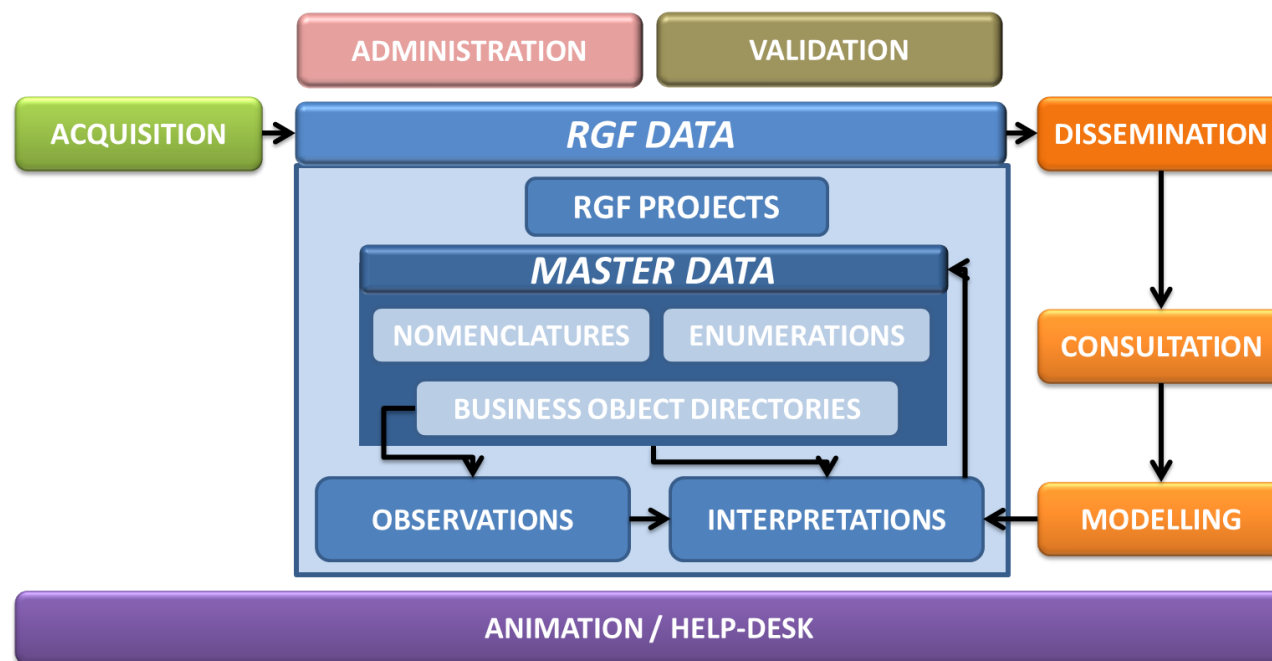 ADMINISTRATION
VALIDATION
ACQUISITION
RGF DATA
DISSEMINATION
RGF PROJECTS
MASTER DATA
NOMENCLATURES
ENUMERATIONS
CONSULTATION
BUSINESS OBJECT DIRECTORIES
OBSERVATIONS
INTERPRETATIONS
MODELLING
ANIMATION / HELP-DESK